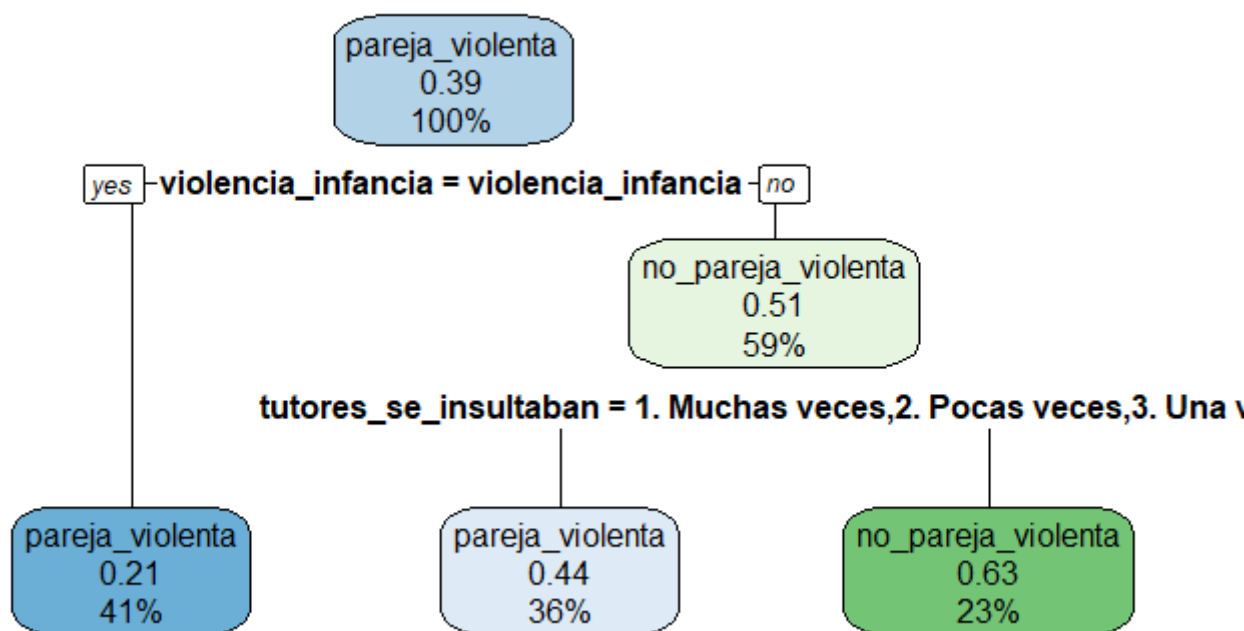 pareja_violenta
0.39
100%
yes violencia_infancia = violencia_infancia no
no_pareja_violenta
0.51
59%
tutores_se_insultaban = 1. Muchas veces,2. Pocas veces,3. Una
pareja_violenta
0.21
41%
pareja_violenta
0.44
36%
no_pareja_violenta
0.63
23%